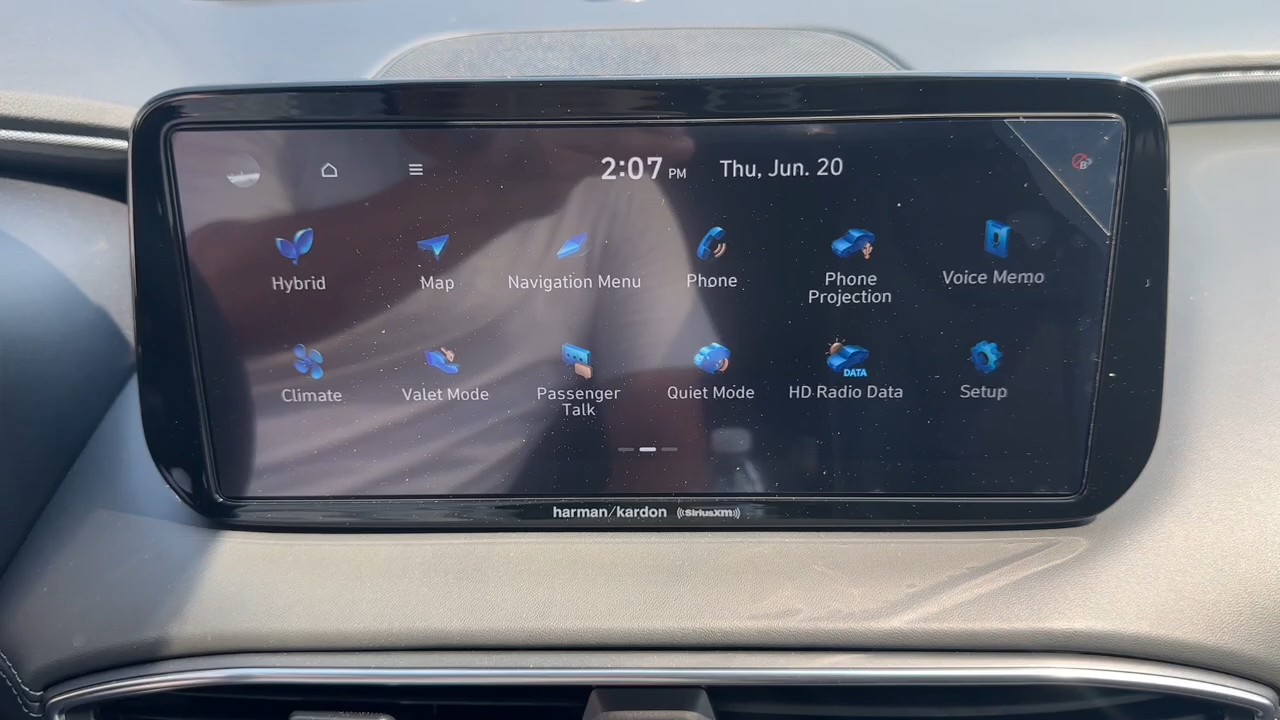 2:07 PM Thu, Jun. 20
Hybrid
Map
Navigation Menu
Phone
Phone
Projection
Voice Memo
Climate
Valet Mode
Passenger
Talk
Quiet Mode
DATA
HD Radio Data
Setup
harman/kardon ((SiriusXM))